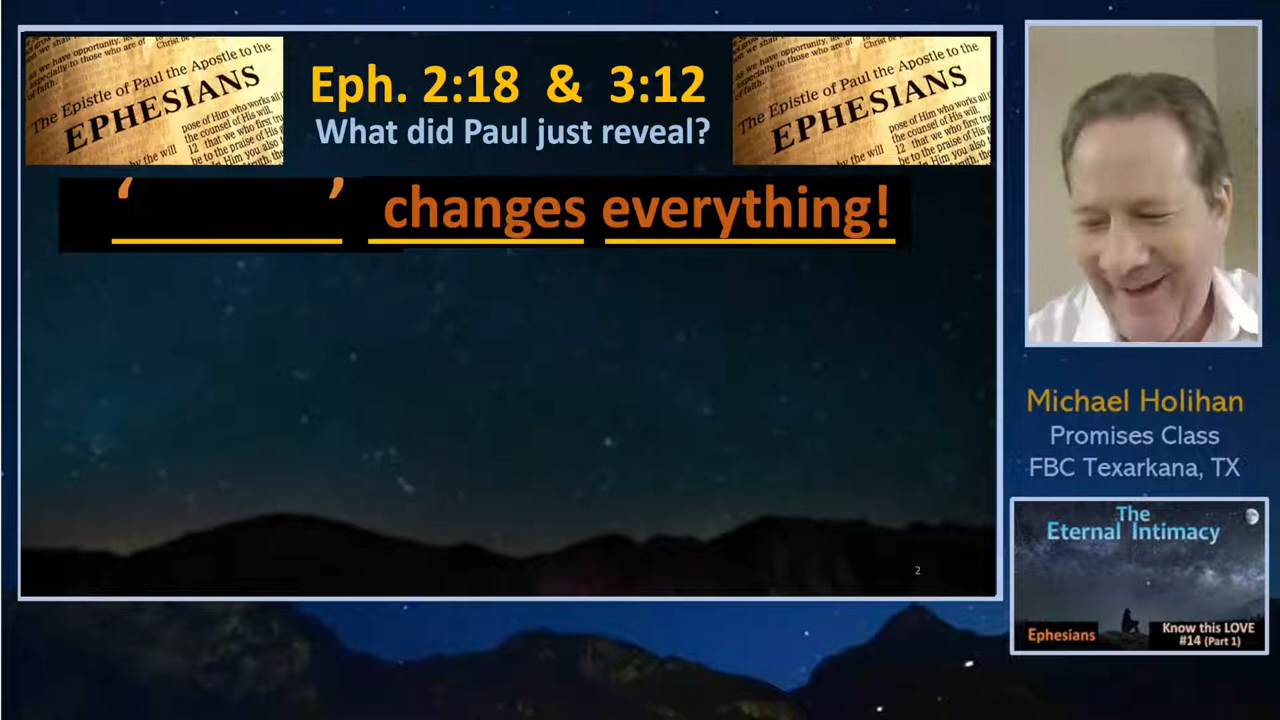 Eph. 2:18 & 3:12
What did Paul just reveal?
The Epistle of Paul the Apostle to the
EPHESIANS
The Epistle of Paul the Apostle to the
EPHESIANS
‘ ’ changes everything!
2
Michael Holihan
Promises Class
FBC Texarkana, TX
The
Eternal Intimacy
Ephesians
Know this LOVE
#14 (Part 1)